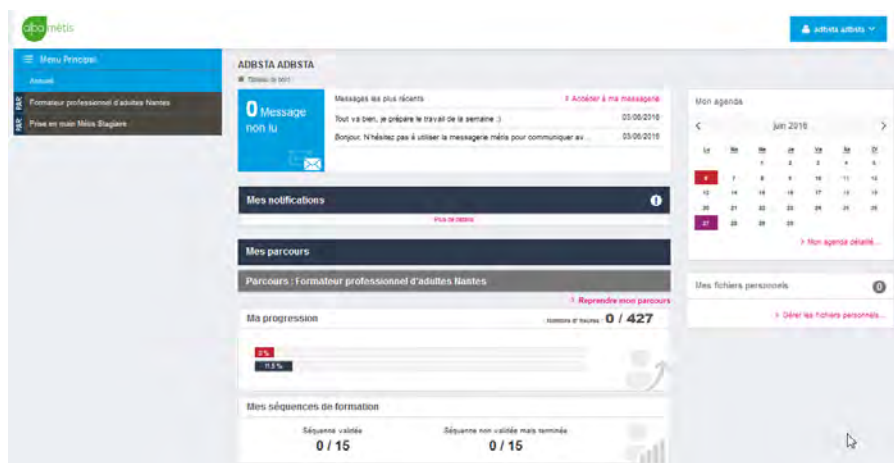 afpa métis
adbsta adbsta
Menu Principal
Accueil
PAR Formateur professionnel d'adultes Nantes
PAR Prise en main Métis Stagiaire
ADBSTA ADBSTA
Tableau de bord
0 Message
non lu
Messages les plus récents
> Accéder à ma messagerie
Tout va bien, je prépare le travail de la semaine :) 03/06/2016
Bonjour, N'hésitez pas à utiliser la messagerie métis pour communiquer av... 03/06/2016
Mes notifications
Plus de détails
Mes parcours
Parcours : Formateur professionnel d'adultes Nantes
> Reprendre mon parcours
Ma progression
Nombre d'heures : 0 / 427
0 %
11,5 %
Mes séquences de formation
Séquence validée Séquence non validée mais terminée
0 / 15 0 / 15
Mon agenda
< juin 2016 >
Lu Ma Me Je Ve Sa Di
1 2 3 4 5
6 7 8 9 10 11 12
13 14 15 16 17 18 19
20 21 22 23 24 25 26
27 28 29 30
> Mon agenda détaillé...
Mes fichiers personnels 0
> Gérer les fichiers personnels...